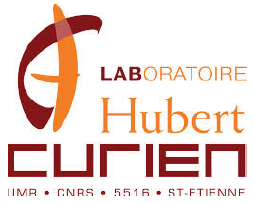 LABORATOIRE
Hubert
CURIEN
UMR • CNRS • 5516 • ST-ETIENNE